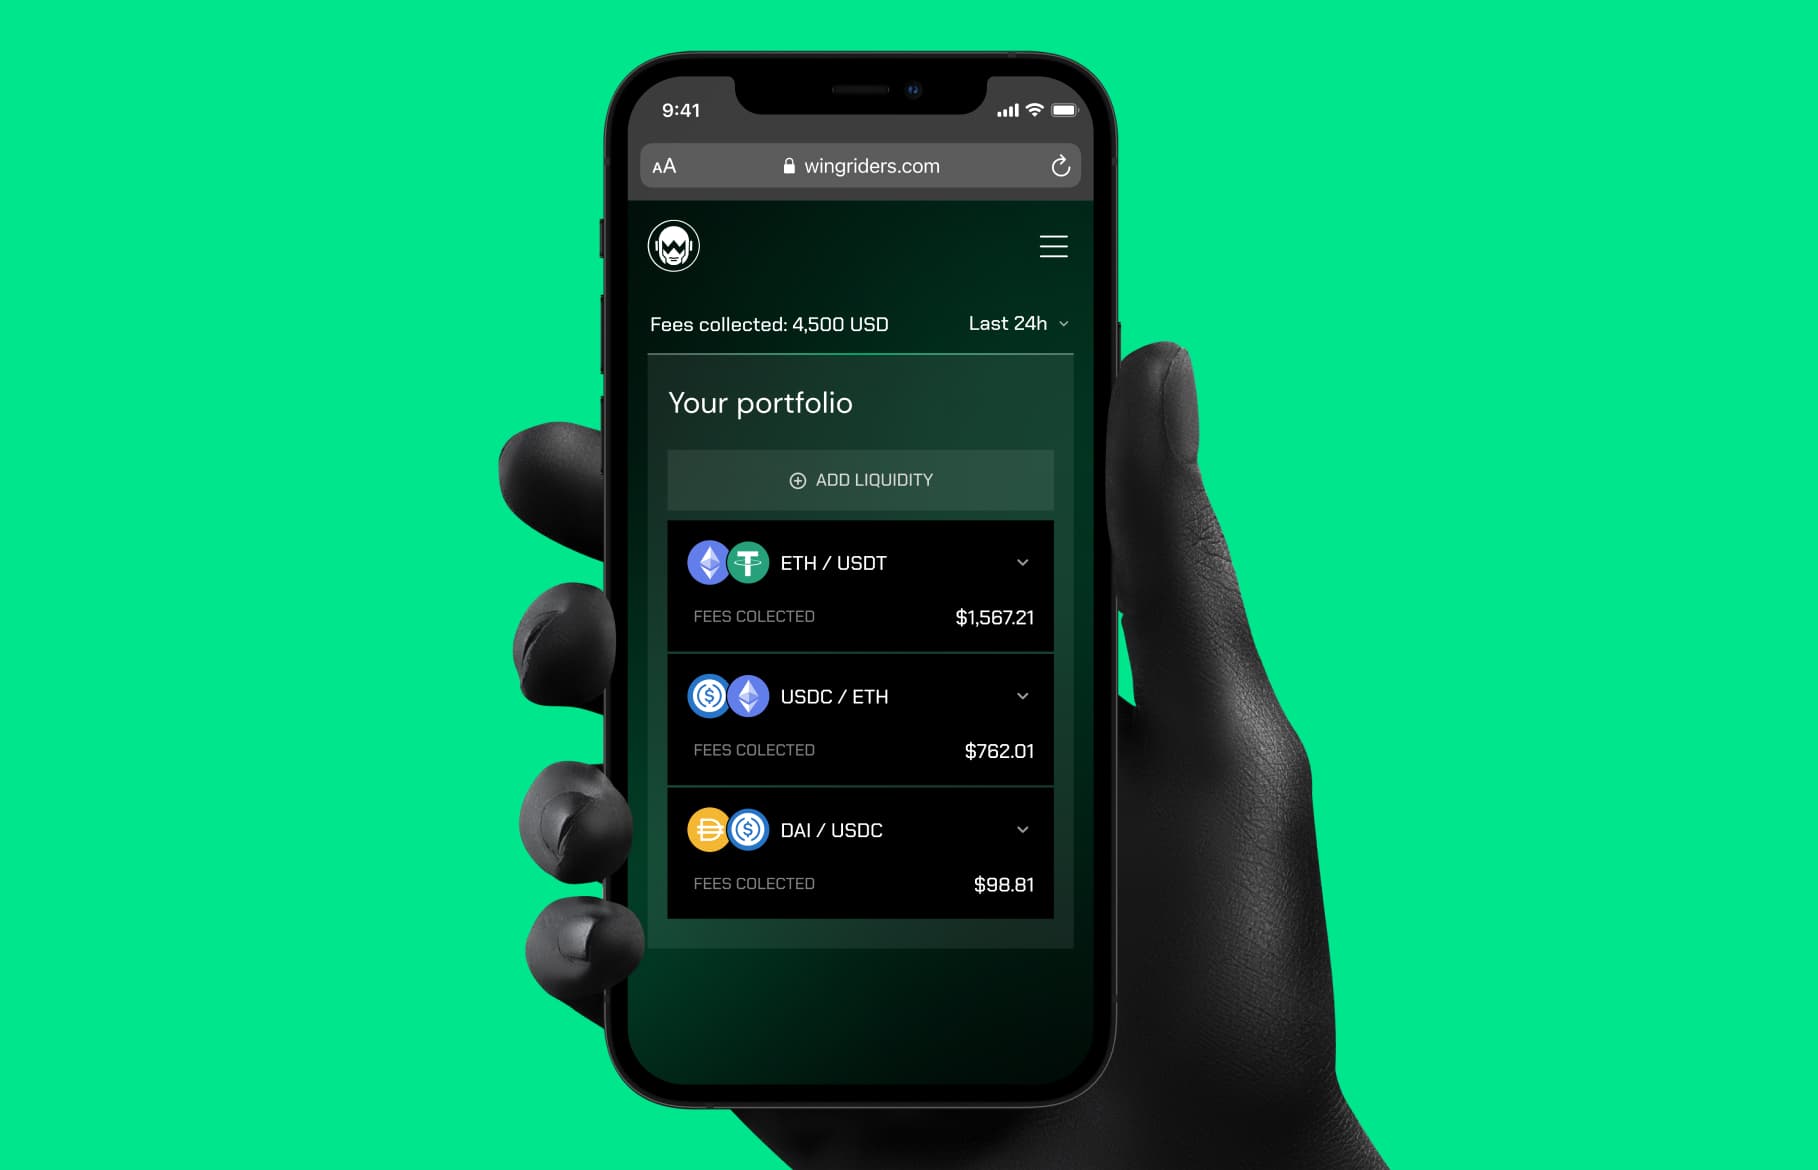 9:41
AA wingriders.com
Fees collected: 4,500 USD Last 24h
Your portfolio
ADD LIQUIDITY
ETH / USDT
FEES COLECTED $1,567.21
USDC / ETH
FEES COLECTED $762.01
DAI / USDC
FEES COLECTED $98.81